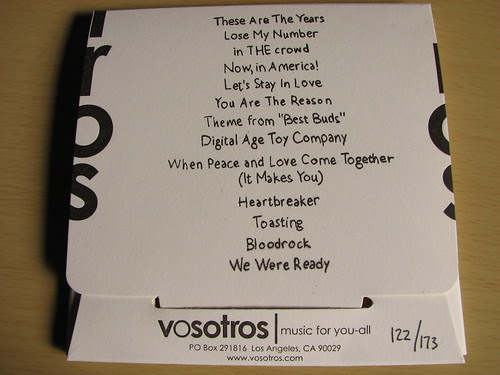 These Are The Years
Lose My Number
in THE crowd
Now, in America!
Let's Stay In Love
You Are The Reason
Theme from "Best Buds"
Digital Age Toy Company
When Peace and Love Come Together
(It Makes You)
Heartbreaker
Toasting
Bloodrock
We Were Ready
vosotros | music for you-all
PO Box 291816 Los Angeles, CA 90029
www.vosotros.com
122/173
ros